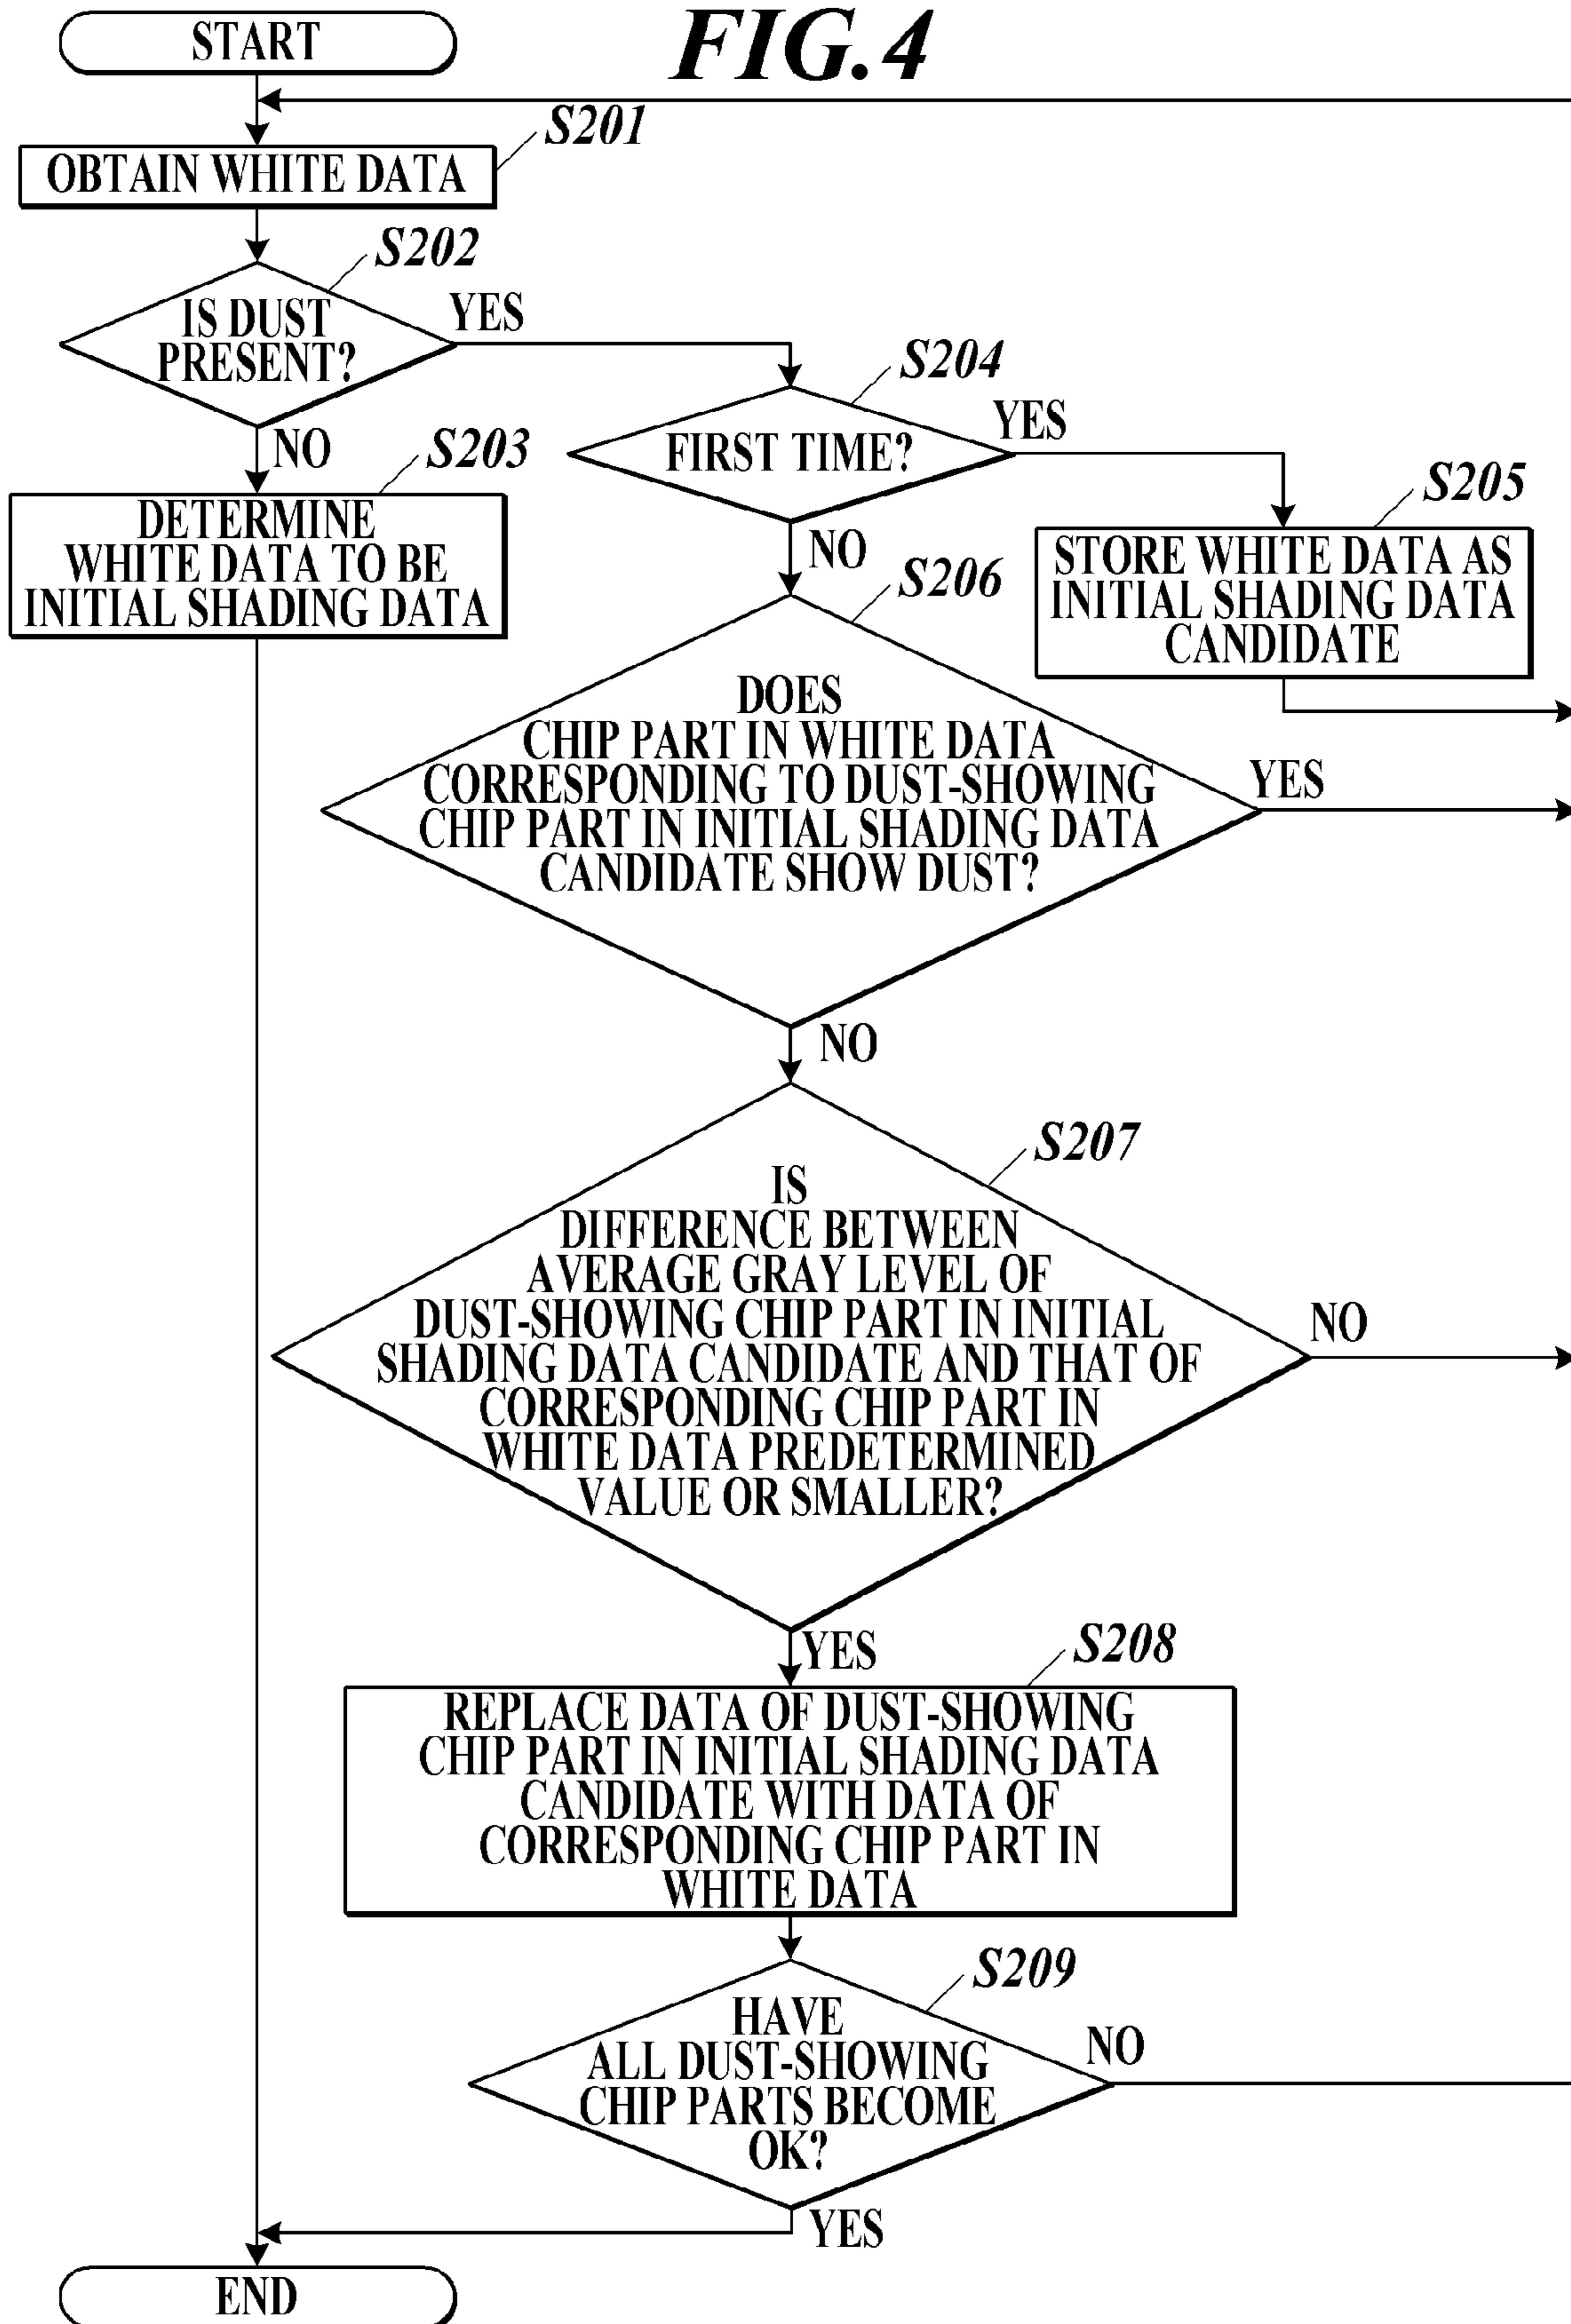 FIG.4
START
S201
OBTAIN WHITE DATA
S202
IS DUST
PRESENT?
YES
NO
S203
DETERMINE
WHITE DATA TO BE
INITIAL SHADING DATA
S204
FIRST TIME?
YES
NO
S205
STORE WHITE DATA AS
INITIAL SHADING DATA
CANDIDATE
S206
DOES
CHIP PART IN WHITE DATA
CORRESPONDING TO DUST-SHOWING
CHIP PART IN INITIAL SHADING DATA
CANDIDATE SHOW DUST?
YES
NO
S207
IS
DIFFERENCE BETWEEN
AVERAGE GRAY LEVEL OF
DUST-SHOWING CHIP PART IN INITIAL
SHADING DATA CANDIDATE AND THAT OF
CORRESPONDING CHIP PART IN
WHITE DATA PREDETERMINED
VALUE OR SMALLER?
NO
YES
S208
REPLACE DATA OF DUST-SHOWING
CHIP PART IN INITIAL SHADING DATA
CANDIDATE WITH DATA OF
CORRESPONDING CHIP PART IN
WHITE DATA
S209
HAVE
ALL DUST-SHOWING
CHIP PARTS BECOME
OK?
NO
YES
END